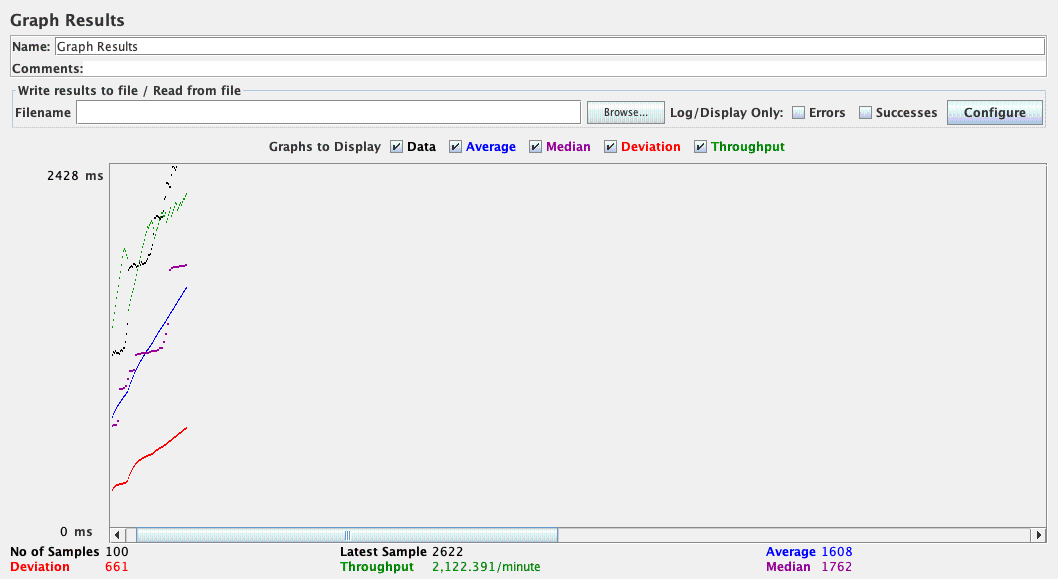 Graph Results
Name: Graph Results
Comments:
Write results to file / Read from file
Filename Browse... Log/Display Only: Errors Successes Configure
Graphs to Display Data Average Median Deviation Throughput
2428 ms
0 ms
No of Samples 100 Latest Sample 2622 Average 1608
Deviation 661 Throughput 2,122.391/minute Median 1762